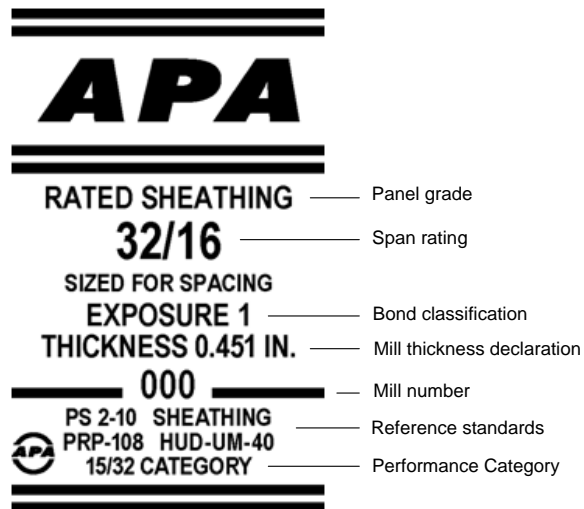 APA
RATED SHEATHING Panel grade
32/16 Span rating
SIZED FOR SPACING
EXPOSURE 1 Bond classification
THICKNESS 0.451 IN. Mill thickness declaration
000 Mill number
PS 2-10 SHEATHING Reference standards
APA PRP-108 HUD-UM-40
15/32 CATEGORY Performance Category